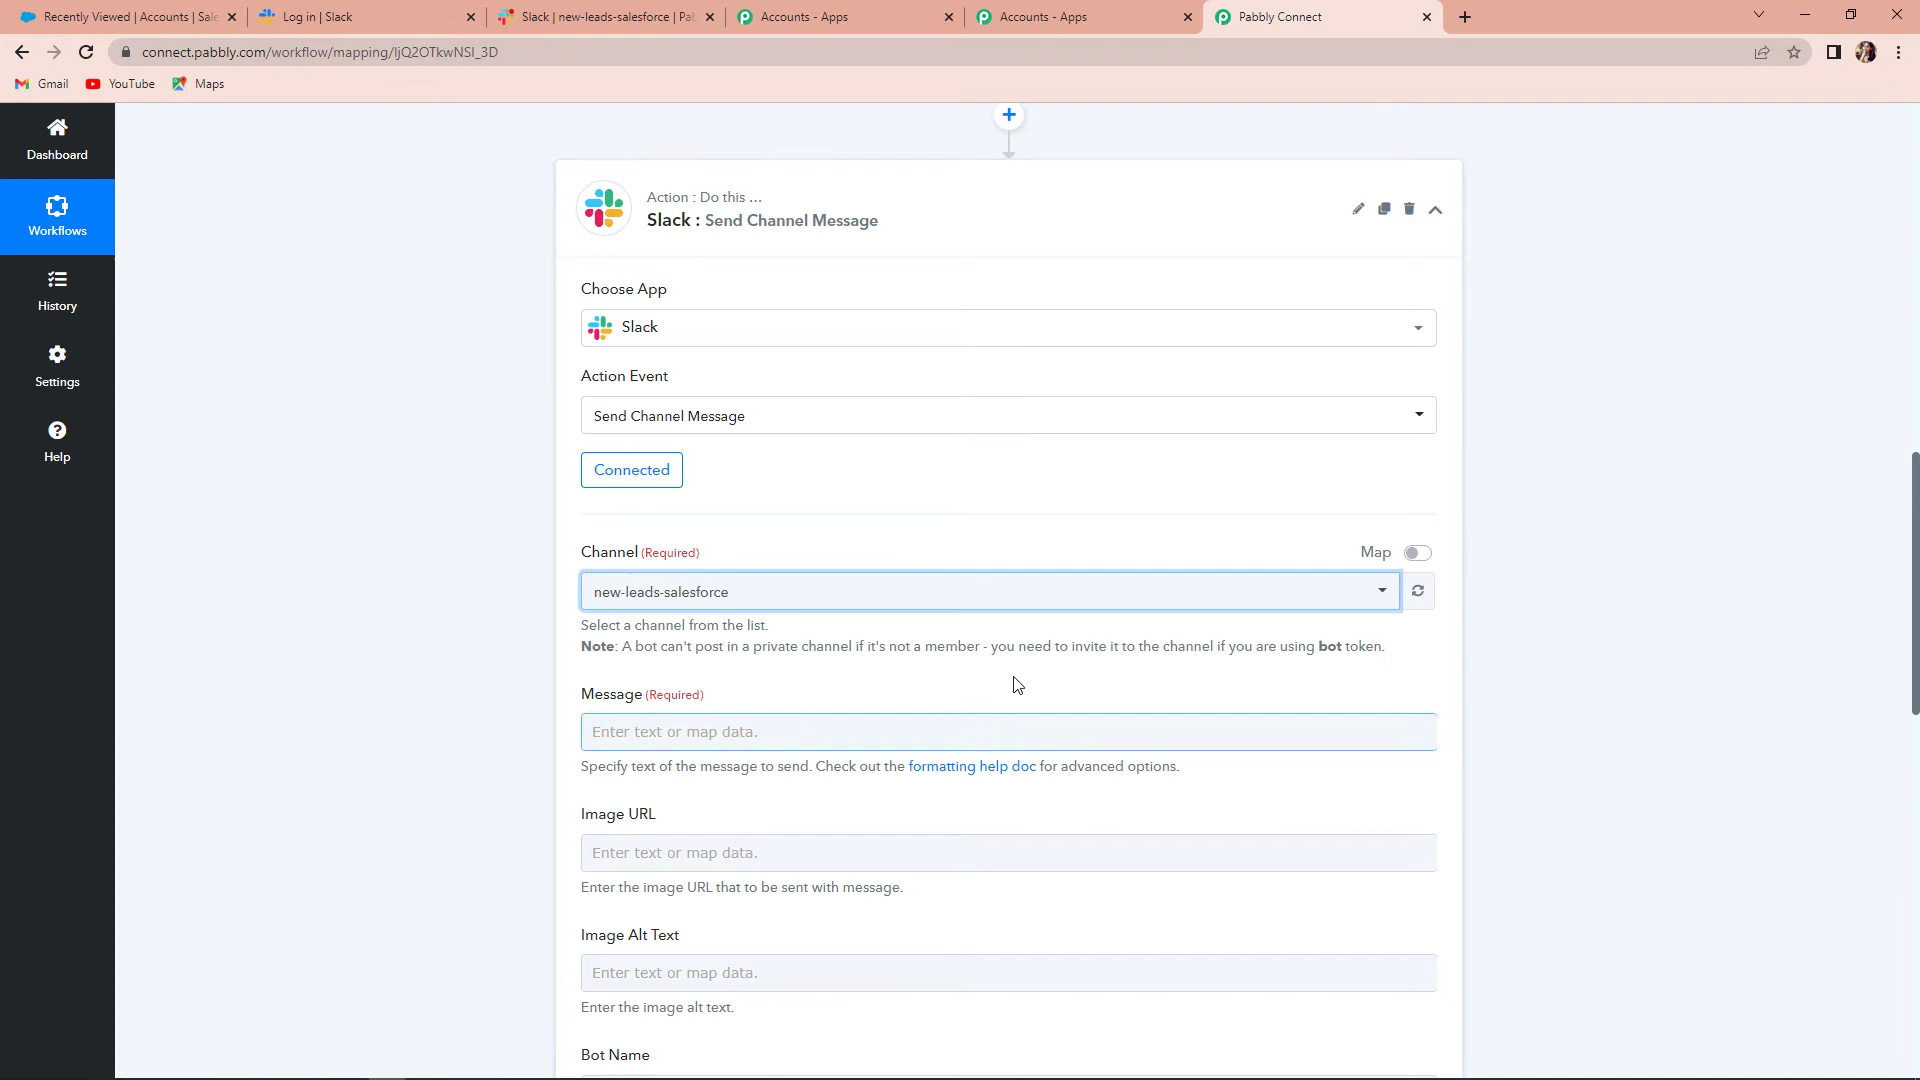 Recently Viewed | Accounts | Sale
Log in | Slack
Slack | new-leads-salesforce | Pab
Accounts - Apps
Accounts - Apps
Pabbly Connect
connect.pabbly.com/workflow/mapping/IjQ2OTkwNSI_3D
Gmail
YouTube
Maps
Dashboard
Workflows
History
Settings
Help
Action : Do this ...
Slack : Send Channel Message
Choose App
Slack
Action Event
Send Channel Message
Connected
Channel (Required)
Map
new-leads-salesforce
Select a channel from the list.
Note: A bot can't post in a private channel if it's not a member - you need to invite it to the channel if you are using bot token.
Message (Required)
Enter text or map data.
Specify text of the message to send. Check out the formatting help doc for advanced options.
Image URL
Enter text or map data.
Enter the image URL that to be sent with message.
Image Alt Text
Enter text or map data.
Enter the image alt text.
Bot Name